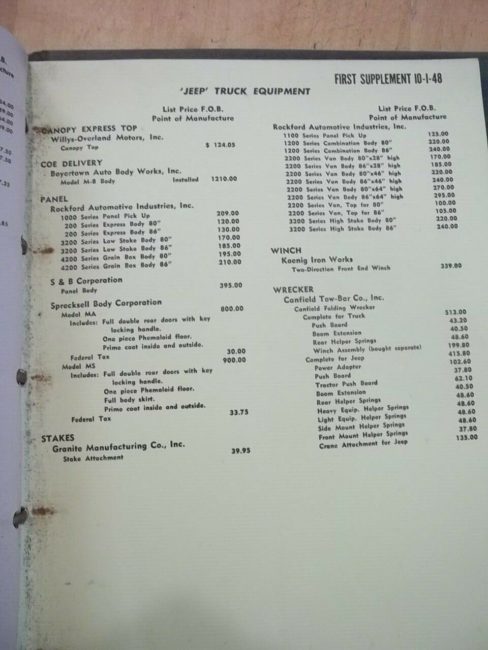 FIRST SUPPLEMENT 10-1-48
'JEEP' TRUCK EQUIPMENT
List Price F.O.B.
Point of Manufacture
CANOPY EXPRESS TOP
Willys-Overland Motors, Inc.
Canopy Top $ 124.05
COE DELIVERY
Boyertown Auto Body Works, Inc.
Model M-8 Body Installed 1210.00
PANEL
Rockford Automotive Industries, Inc.
1000 Series Panel Pick Up 209.00
200 Series Express Body 80" 120.00
200 Series Express Body 86" 130.00
3200 Series Low Stake Body 80" 170.00
3200 Series Low Stake Body 86" 185.00
4200 Series Grain Box Body 80" 195.00
4200 Series Grain Box Body 86" 210.00
S & B Corporation
Panel Body 395.00
Sprecksell Body Corporation
Model MA 800.00
Includes: Full double rear doors with key
locking handle.
One piece Phemaloid floor.
Prime coat inside and outside.
Federal Tax 30.00
Model MS 900.00
Includes: Full double rear doors with key
locking handle.
One piece Phemaloid floor.
Full body skirt.
Prime coat inside and outside.
Federal Tax 33.75
STAKES
Granite Manufacturing Co., Inc.
Stake Attachment 39.95
List Price F.O.B.
Point of Manufacture
Rockford Automotive Industries, Inc.
1100 Series Panel Pick Up 135.00
1200 Series Combination Body 80" 220.00
1200 Series Combination Body 86" 240.00
2200 Series Van Body 80"x28" high 170.00
2200 Series Van Body 86"x28" high 185.00
2200 Series Van Body 80"x46" high 220.00
2200 Series Van Body 86"x46" high 240.00
2200 Series Van Body 80"x64" high 270.00
2200 Series Van Body 86"x64" high 295.00
2200 Series Van, Top for 80" 100.00
2200 Series Van, Top for 86" 105.00
3200 Series High Stake Body 80" 220.00
3200 Series High Stake Body 86" 240.00
WINCH
Koenig Iron Works
Two-Direction Front End Winch 339.00
WRECKER
Canfield Tow-Bar Co., Inc.
Canfield Folding Wrecker
Complete for Truck 513.00
Push Board 43.20
Boom Extension 40.50
Rear Helper Springs 48.60
Winch Assembly (bought separate) 199.80
Complete for Jeep 415.80
Power Adapter 102.60
Push Board 37.80
Tractor Push Board 62.10
Boom Extension 40.50
Rear Helper Springs 48.60
Heavy Equip. Helper Springs 48.60
Light Equip. Helper Springs 48.60
Side Mount Helper Springs 48.60
Front Mount Helper Springs 37.80
Crane Attachment for Jeep 135.00